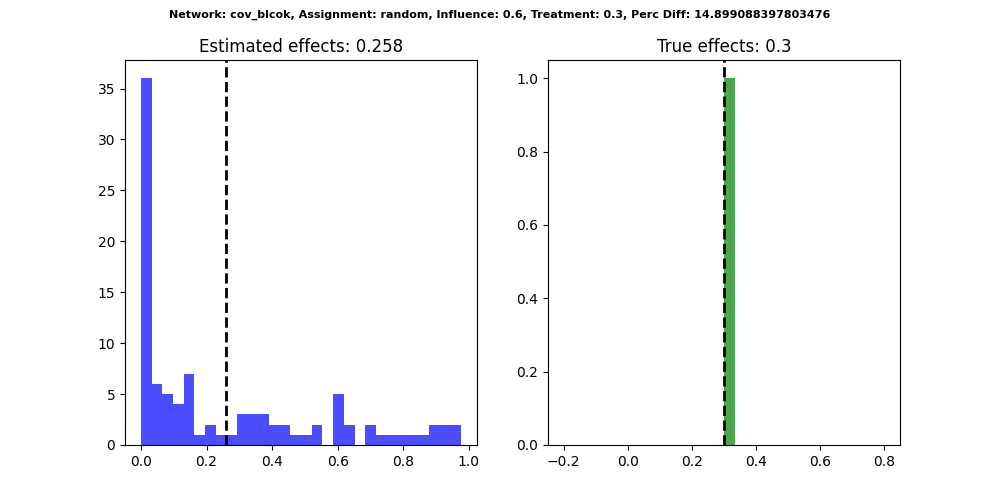 Network: cov_blcok, Assignment: random, Influence: 0.6, Treatment: 0.3, Perc Diff: 14.899088397803476
Estimated effects: 0.258
35
30
25
20
15
10
5
0
0.0 0.2 0.4 0.6 0.8 1.0
True effects: 0.3
1.0
0.8
0.6
0.4
0.2
0.0
−0.2 0.0 0.2 0.4 0.6 0.8